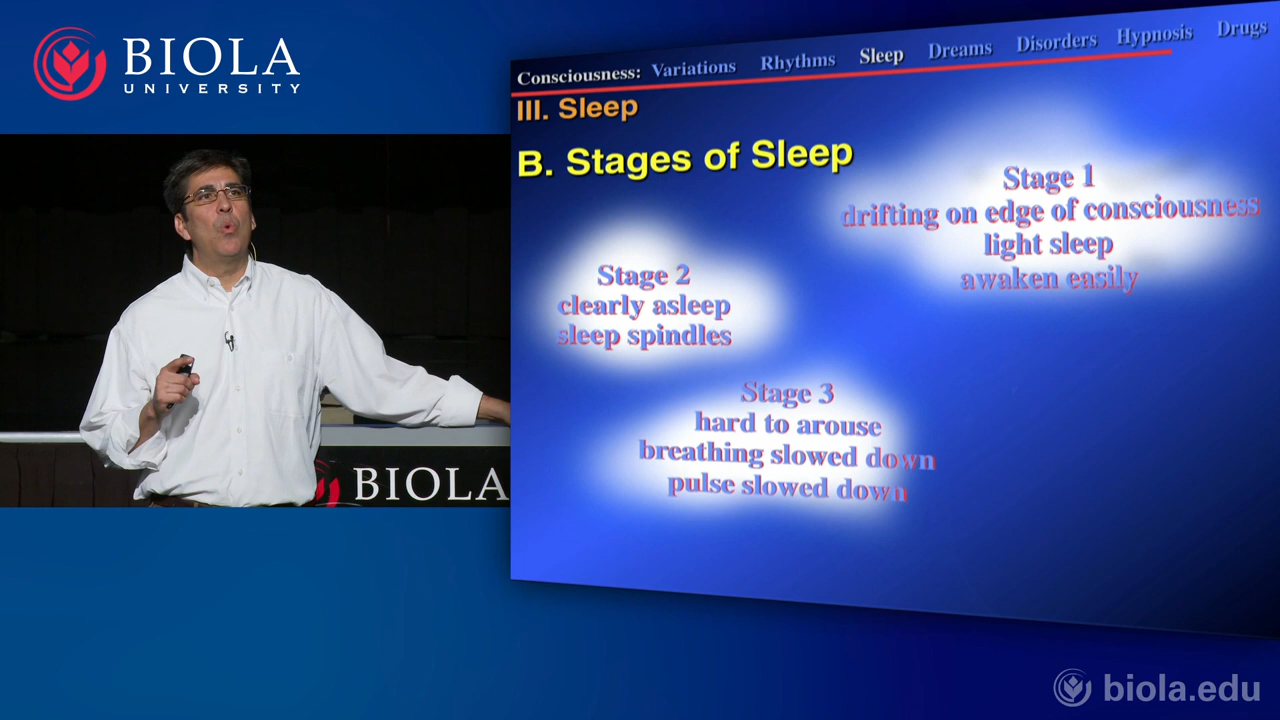 BIOLA
UNIVERSITY
Consciousness: Variations Rhythms Sleep Dreams Disorders Hypnosis Drugs
III. Sleep
B. Stages of Sleep
Stage 1
drifting on edge of consciousness
light sleep
awaken easily
Stage 2
clearly asleep
sleep spindles
Stage 3
hard to arouse
breathing slowed down
pulse slowed down
BIOLA
biola.edu